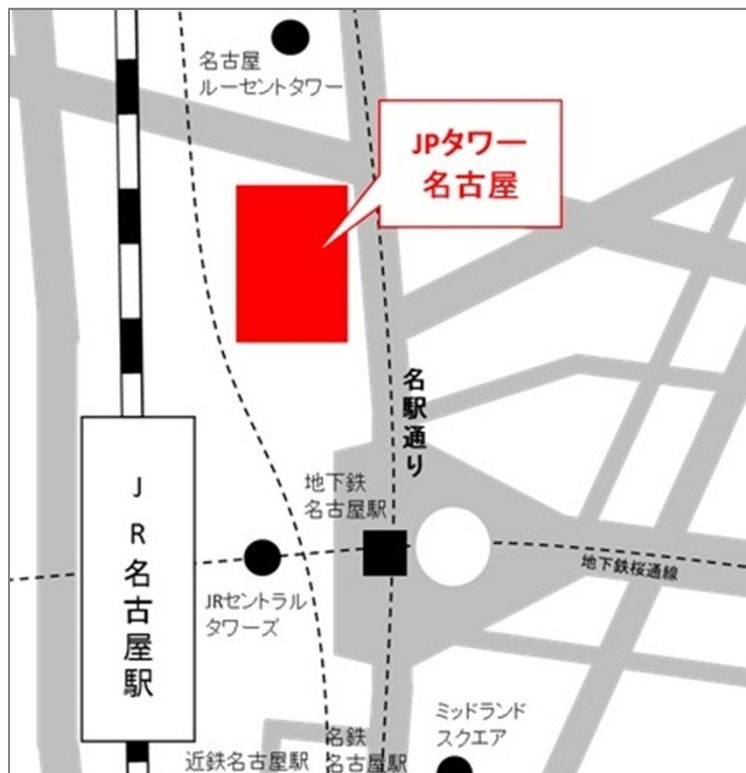 名古屋
ルーセントタワー
JPタワー
名古屋
名駅通り
地下鉄
名古屋駅
JR名古屋駅
JRセントラル
タワーズ
地下鉄桜通線
ミッドランド
スクエア
名鉄
名古屋駅
近鉄名古屋駅